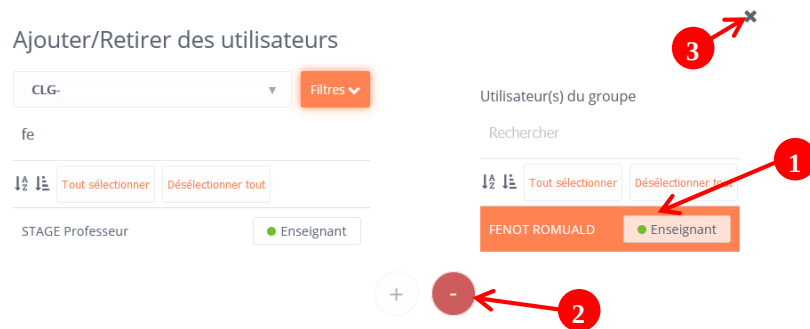 3
Ajouter/Retirer des utilisateurs
CLG-
Filtres
Utilisateur(s) du groupe
fe
Rechercher
Tout sélectionner Désélectionner tout
Tout sélectionner Désélectionner tout
1
STAGE Professeur Enseignant
FENOT ROMUALD Enseignant
+ -
2